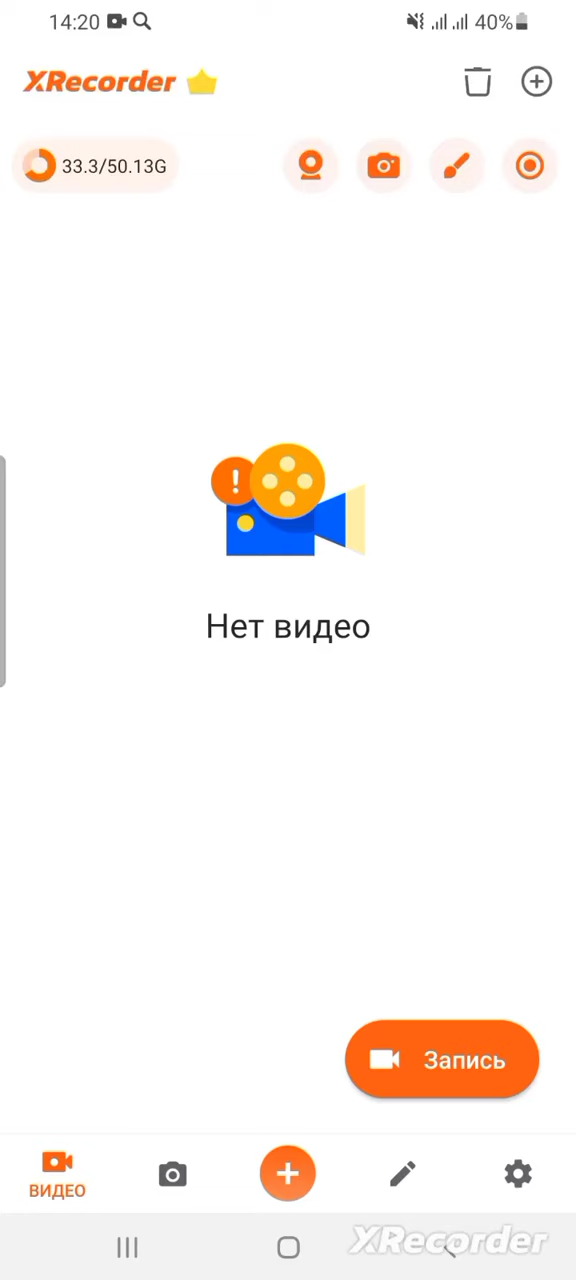 14:20 40%
XRecorder
33.3/50.13G
!
Нет видео
Запись
ВИДЕО
XRecorder